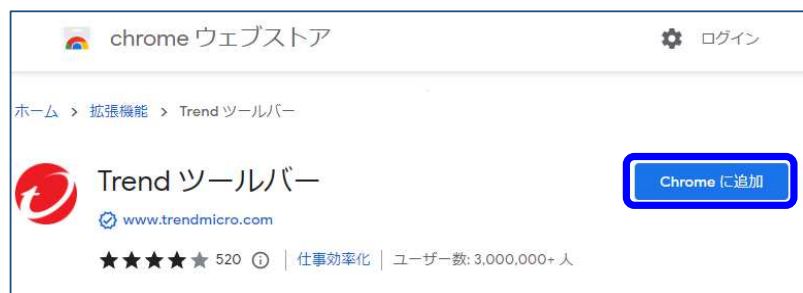 chrome ウェブストア
ログイン
ホーム > 拡張機能 > Trend ツールバー
Trend ツールバー
Chrome に追加
www.trendmicro.com
★★★★★ 520 | 仕事効率化 | ユーザー数: 3,000,000+ 人